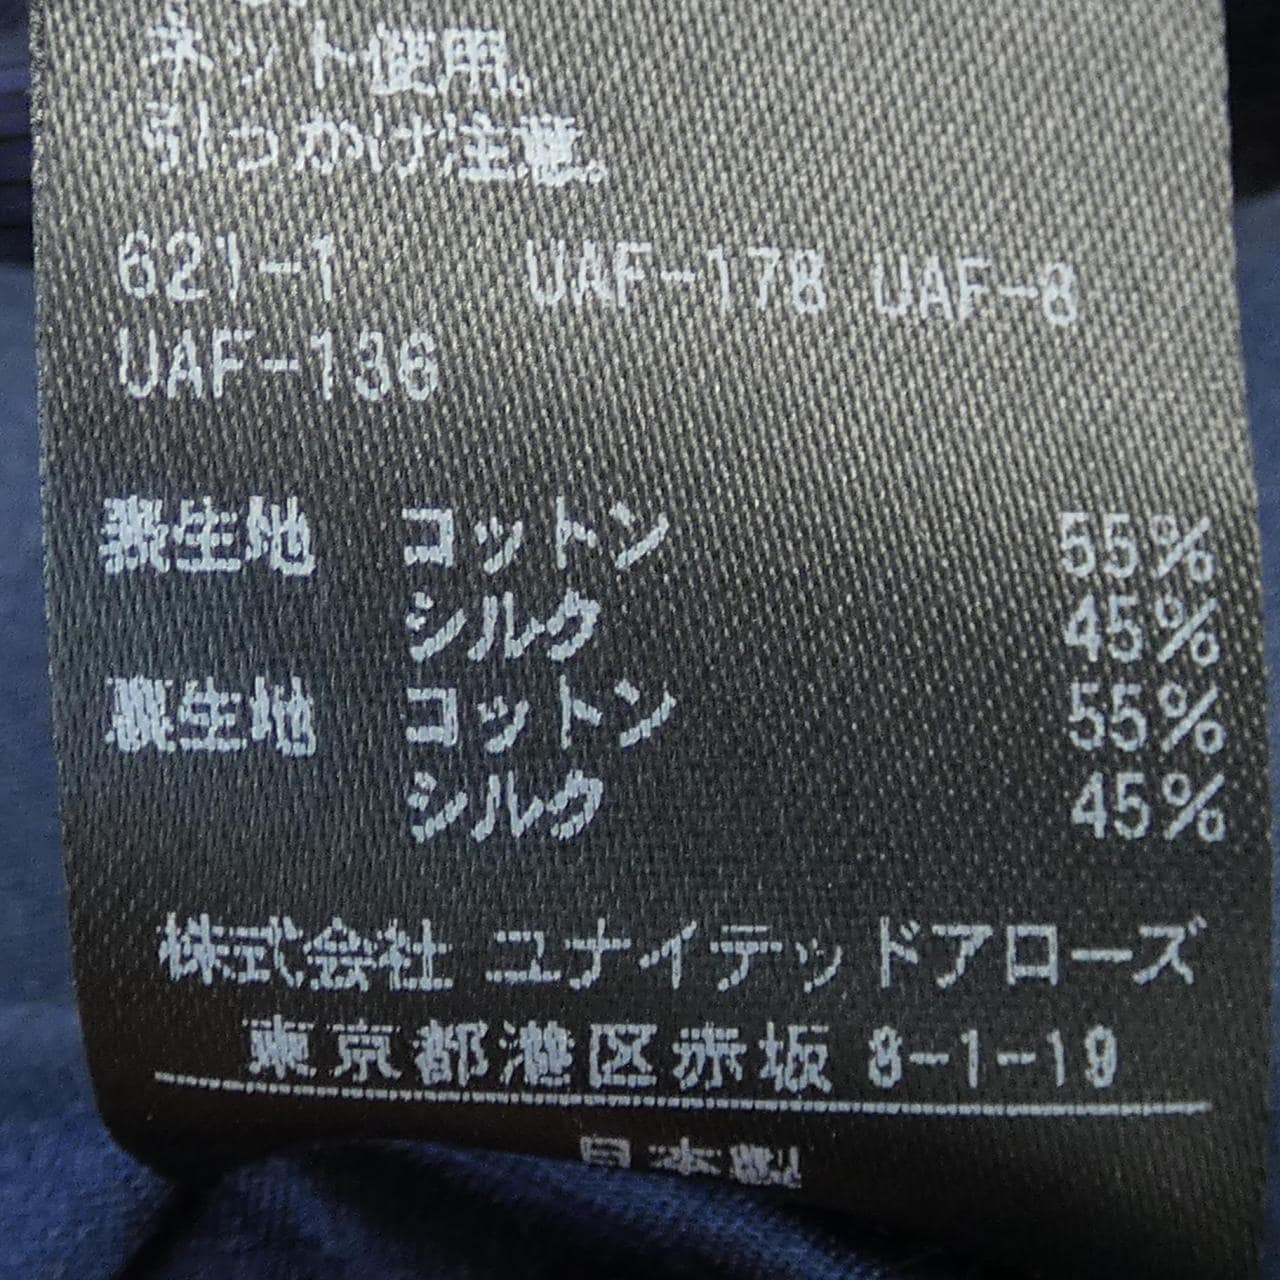 ネット使用。
引っかけ注意。
621-1 UAF-178 UAF-8
UAF-136
表生地 コットン 55%
シルク 45%
裏生地 コットン 55%
シルク 45%
株式会社 ユナイテッドアローズ
東京都港区赤坂 8-1-19
日本製